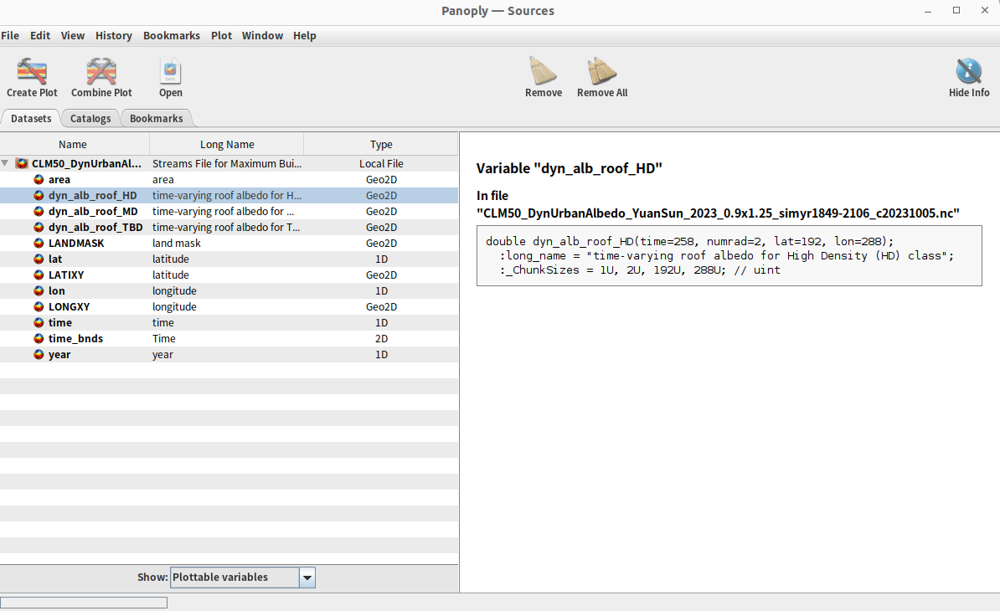 Panoply — Sources
File Edit View History Bookmarks Plot Window Help
Create Plot Combine Plot Open Remove Remove All Hide Info
Datasets Catalogs Bookmarks
Name Long Name Type
CLM50_DynUrbanAl... Streams File for Maximum Bui... Local File
area area Geo2D
dyn_alb_roof_HD time-varying roof albedo for H... Geo2D
dyn_alb_roof_MD time-varying roof albedo for ... Geo2D
dyn_alb_roof_TBD time-varying roof albedo for T... Geo2D
LANDMASK land mask Geo2D
lat latitude 1D
LATIXY latitude Geo2D
lon longitude 1D
LONGXY longitude Geo2D
time time 1D
time_bnds Time 2D
year year 1D
Show: Plottable variables
Variable "dyn_alb_roof_HD"
In file
"CLM50_DynUrbanAlbedo_YuanSun_2023_0.9x1.25_simyr1849-2106_c20231005.nc"
double dyn_alb_roof_HD(time=258, numrad=2, lat=192, lon=288);
:long_name = "time-varying roof albedo for High Density (HD) class";
:_ChunkSizes = 1U, 2U, 192U, 288U; // uint